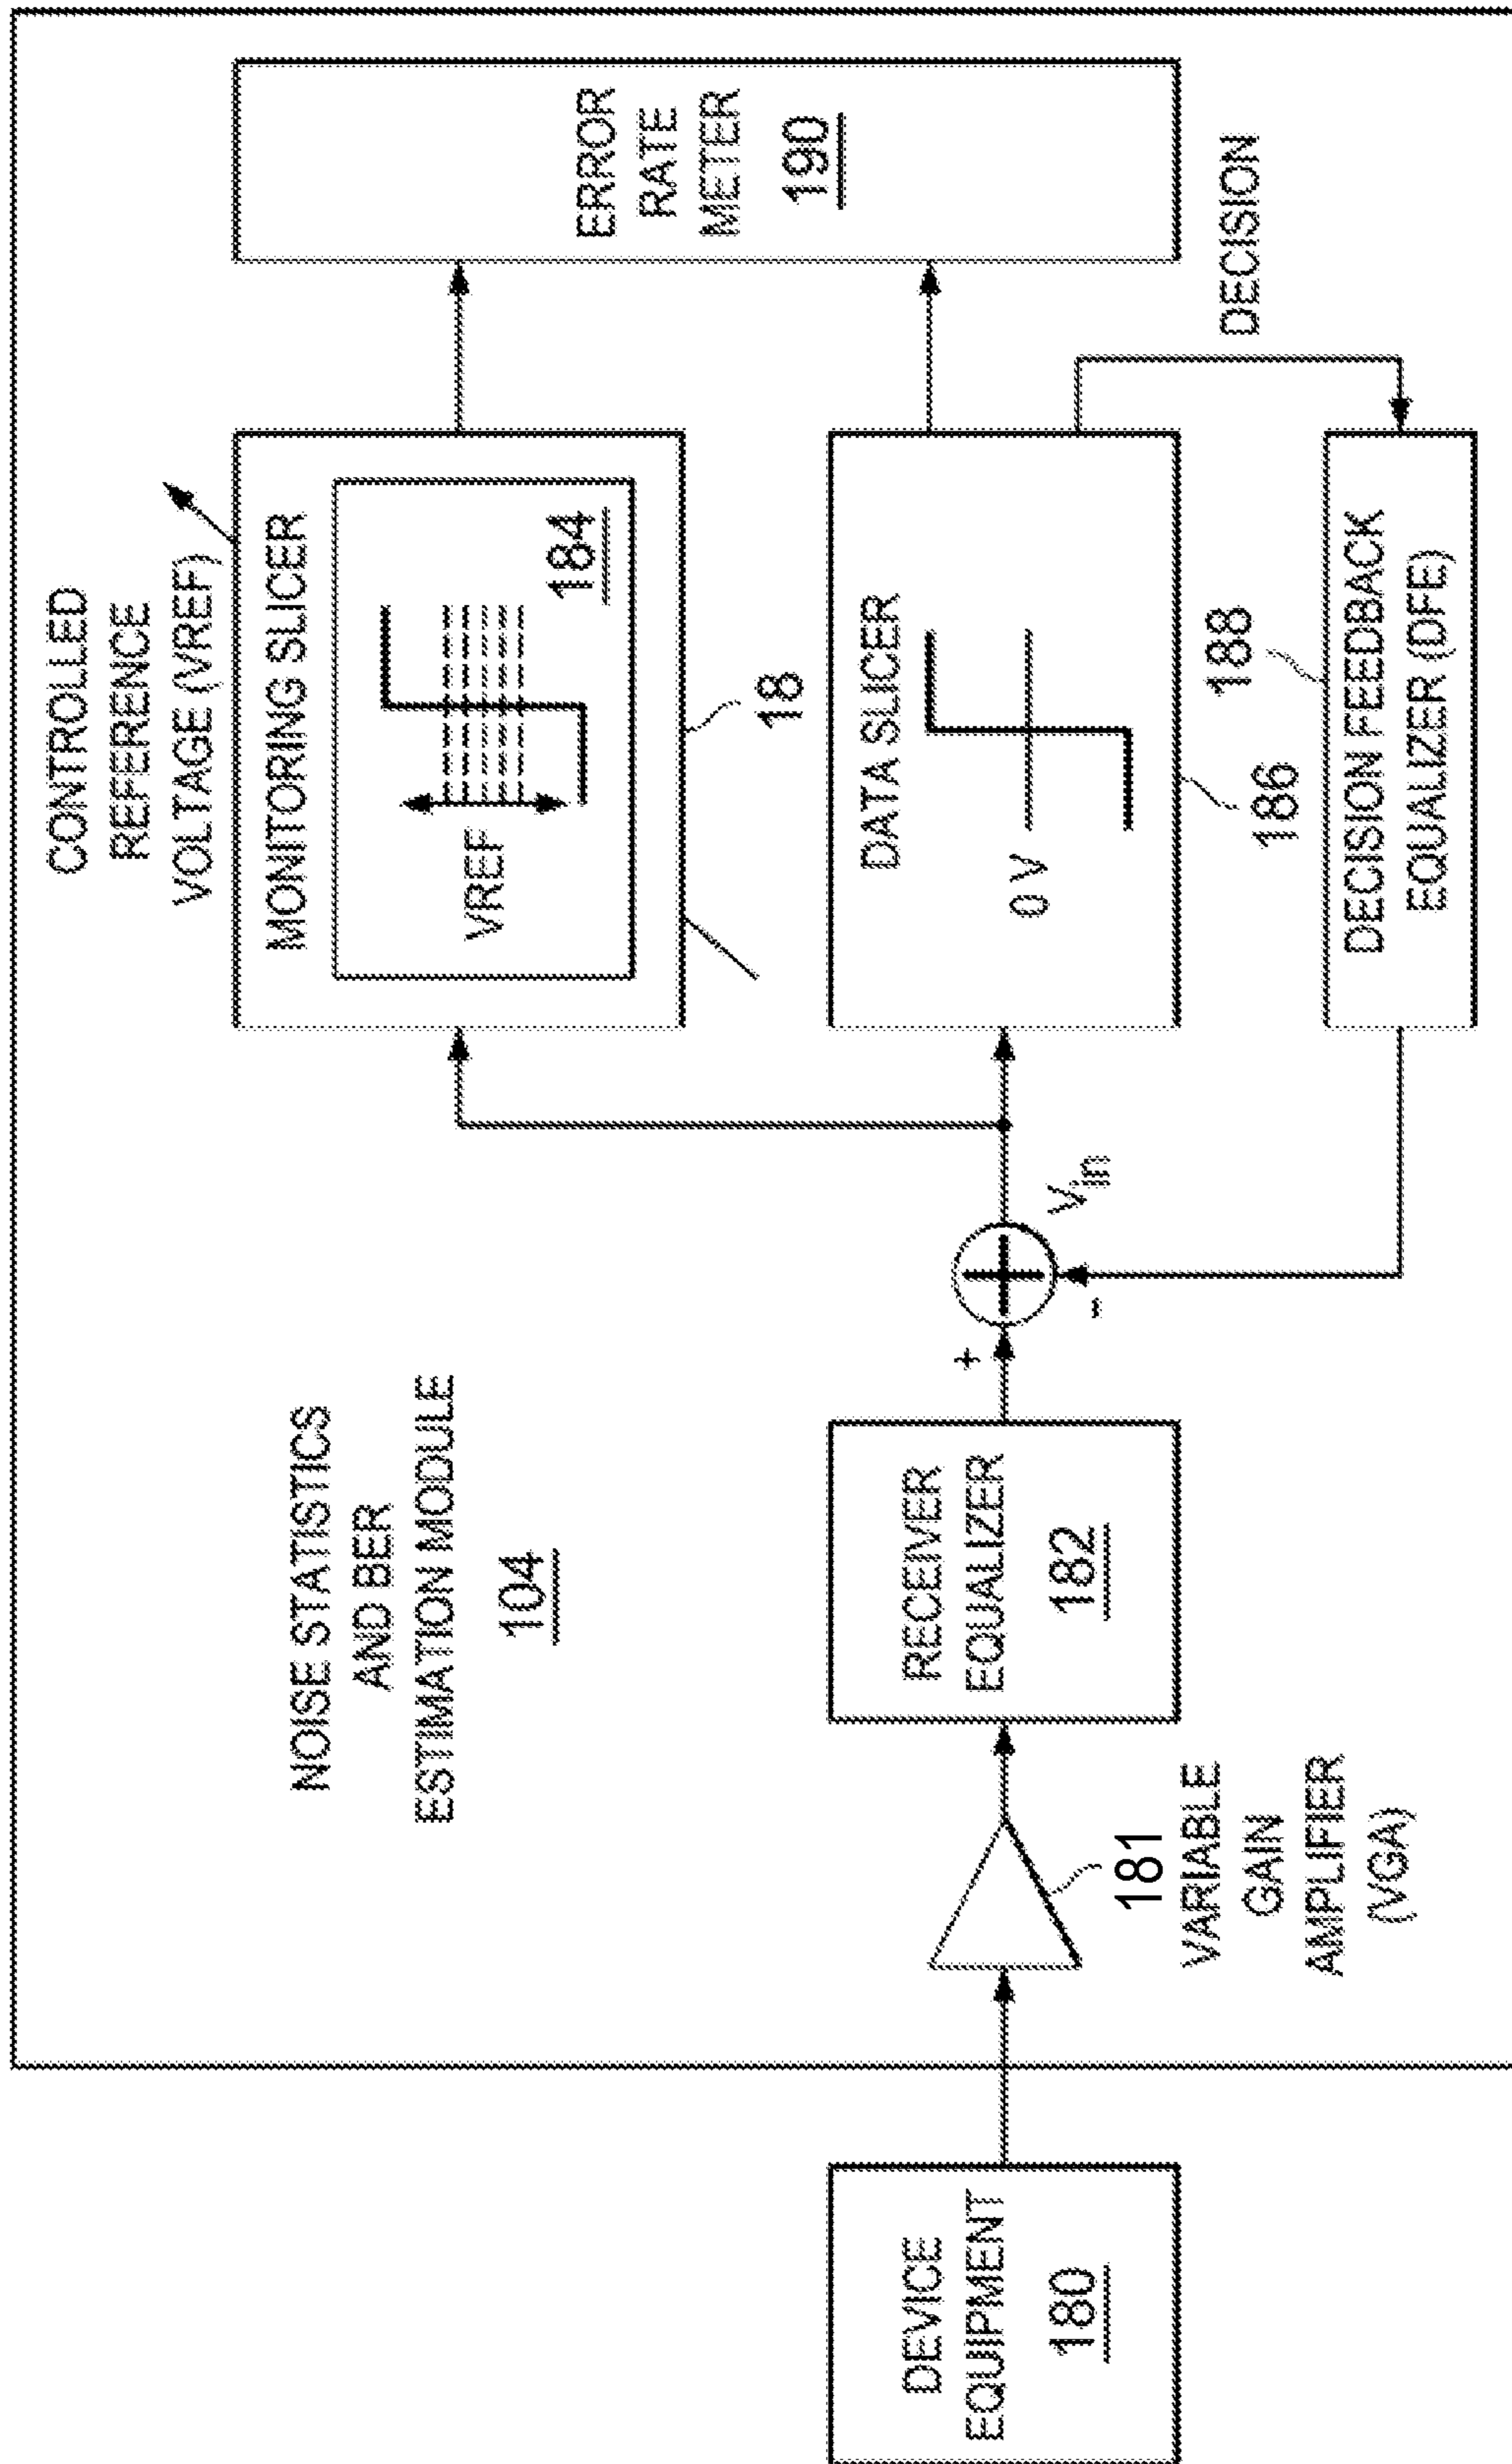 NOISE STATISTICS
AND BER
ESTIMATION MODULE
104
DEVICE
EQUIPMENT
180
181
VARIABLE
GAIN
AMPLIFIER
(VGA)
RECEIVER
EQUALIZER
182
+
-
Vin
CONTROLLED
REFERENCE
VOLTAGE (VREF)
MONITORING SLICER
VREF
184
18
DATA SLICER
0 V
186
188
DECISION FEEDBACK
EQUALIZER (DFE)
DECISION
ERROR
RATE
METER
190